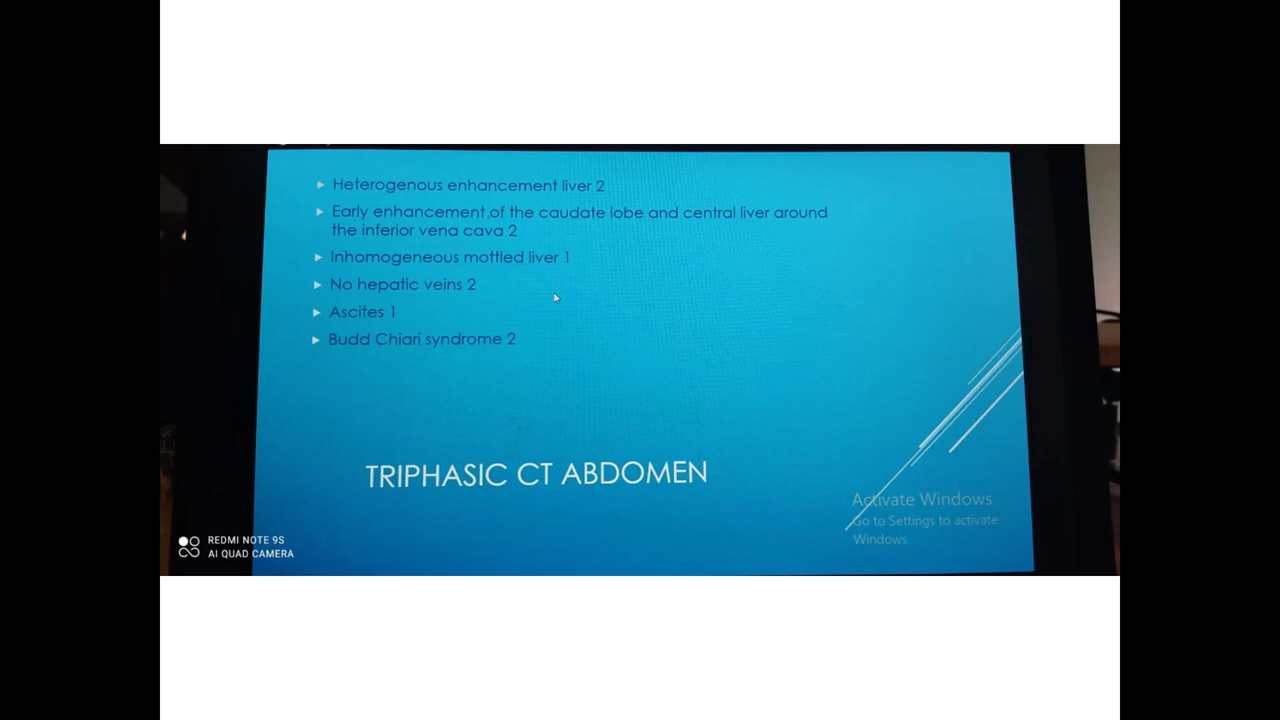 Heterogenous enhancement liver 2
Early enhancement of the caudate lobe and central liver around
the inferior vena cava 2
Inhomogeneous mottled liver 1
No hepatic veins 2
Ascites 1
Budd Chiari syndrome 2
TRIPHASIC CT ABDOMEN
Activate Windows
Go to Settings to activate
Windows.
REDMI NOTE 9S
AI QUAD CAMERA